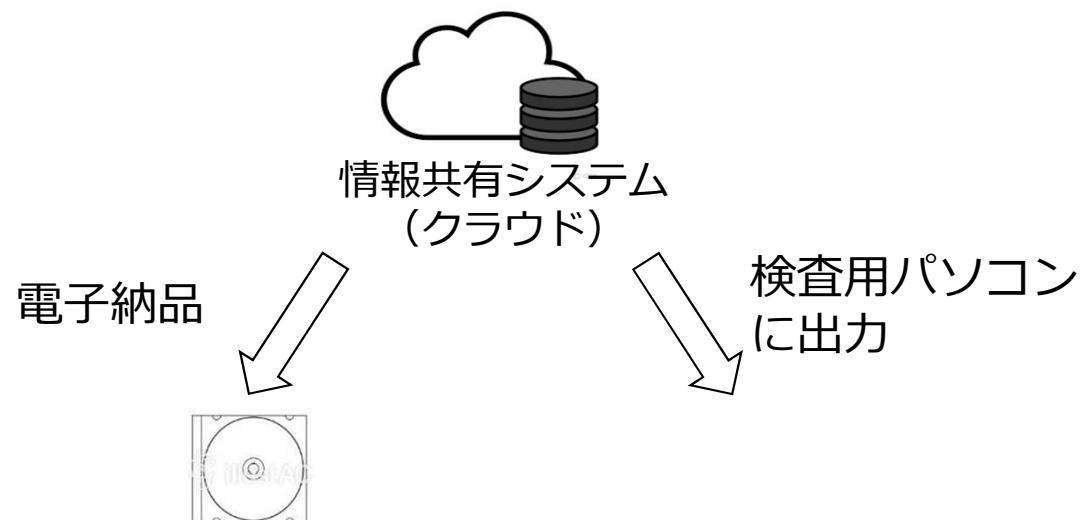 情報共有システム
（クラウド）
電子納品
検査用パソコン
に出力
illustAC